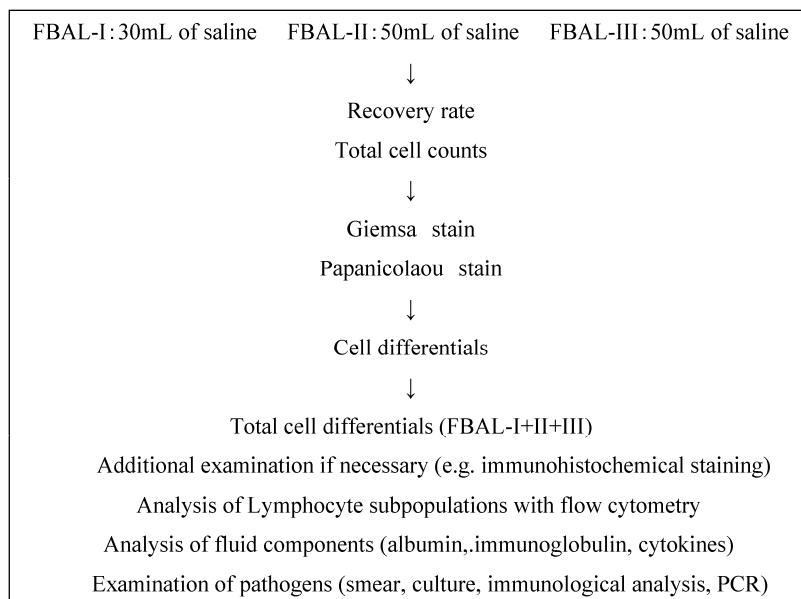 FBAL-I：30mL of saline FBAL-II：50mL of saline FBAL-III：50mL of saline
↓
Recovery rate
Total cell counts
↓
Giemsa stain
Papanicolaou stain
↓
Cell differentials
↓
Total cell differentials (FBAL-I+II+III)
Additional examination if necessary (e.g. immunohistochemical staining)
Analysis of Lymphocyte subpopulations with flow cytometry
Analysis of fluid components (albumin,.immunoglobulin, cytokines)
Examination of pathogens (smear, culture, immunological analysis, PCR)